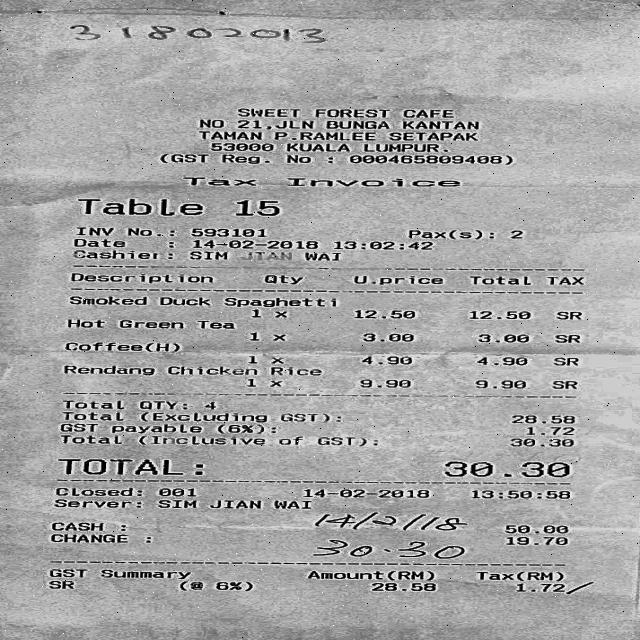 31802013
SWEET FOREST CAFE
NO 21,JLN BUNGA KANTAN
TAMAN P.RAMLEE SETAPAK
53000 KUALA LUMPUR.
(GST Reg. No : 000465809408)
Tax Invoice
Table 15
INV No.: 593101 Pax(s): 2
Date : 14-02-2018 13:02:42
Cashier: SIM JIAN WAI
Description Qty U.price Total TAX
Smoked Duck Spaghetti
1 x 12.50 12.50 SR
Hot Green Tea
1 x 3.00 3.00 SR
Coffee(H)
1 x 4.90 4.90 SR
Rendang Chicken Rice
1 x 9.90 9.90 SR
Total QTY: 4
Total (Excluding GST): 28.58
GST payable (6%): 1.72
Total (Inclusive of GST): 30.30
TOTAL: 30.30
Closed: 001 14-02-2018 13:50:58
Server: SIM JIAN WAI
14/2/18
CASH : 50.00
CHANGE : 19.70
30.30
GST Summary Amount(RM) Tax(RM)
SR (@ 6%) 28.58 1.72